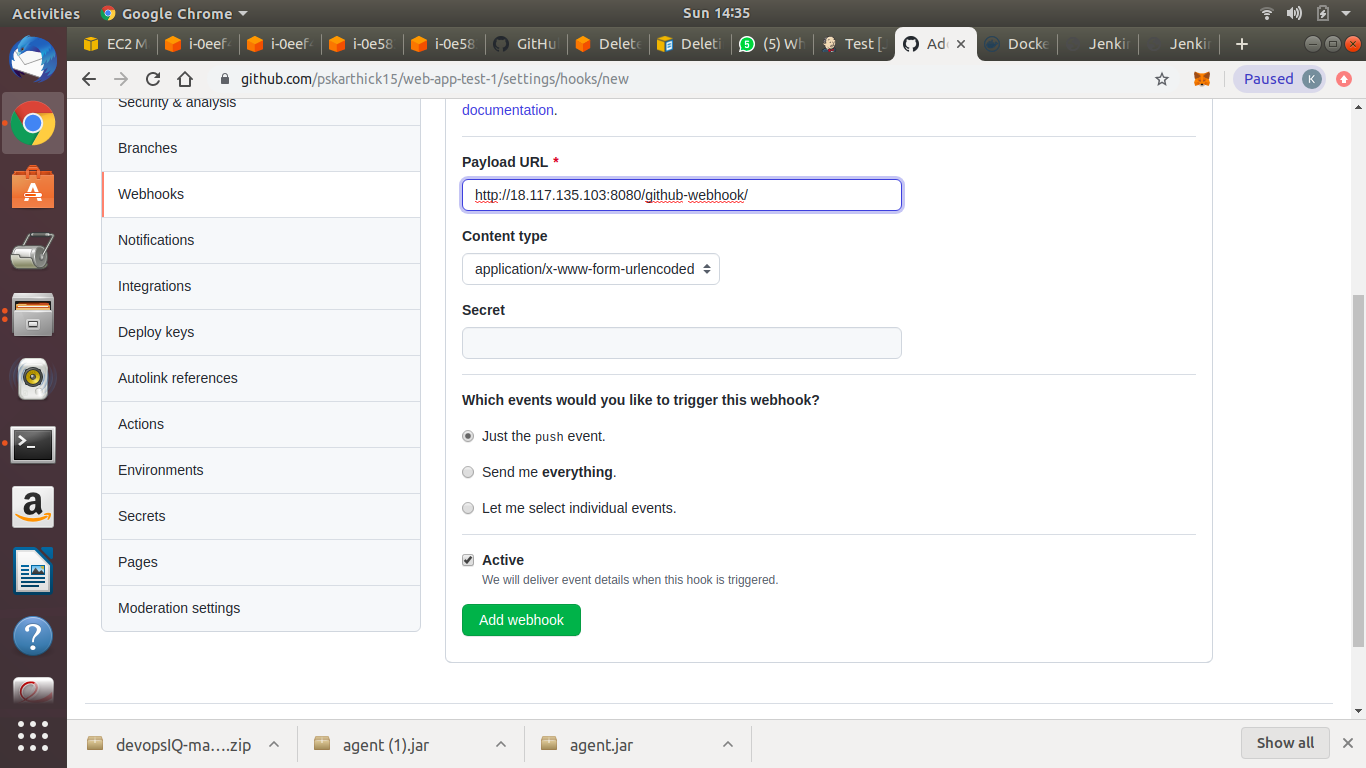 Activities
Google Chrome
Sun 14:35
EC2 M
i-0eef
i-0eef
i-0e58
i-0e58
GitHu
Delete
Deleti
(5) Wh
Test [J
Add
Docke
Jenkin
Jenkin
github.com/pskarthick15/web-app-test-1/settings/hooks/new
Paused
K
Security & analysis
Branches
Webhooks
Notifications
Integrations
Deploy keys
Autolink references
Actions
Environments
Secrets
Pages
Moderation settings
documentation.
Payload URL *
http://18.117.135.103:8080/github-webhook/
Content type
application/x-www-form-urlencoded
Secret
Which events would you like to trigger this webhook?
Just the push event.
Send me everything.
Let me select individual events.
Active
We will deliver event details when this hook is triggered.
Add webhook
devopsIQ-ma....zip
agent (1).jar
agent.jar
Show all